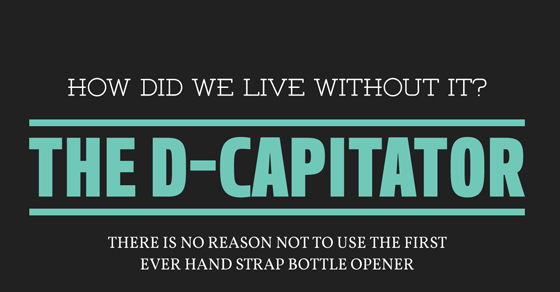 HOW DID WE LIVE WITHOUT IT?
THE D-CAPITATOR
THERE IS NO REASON NOT TO USE THE FIRST
EVER HAND STRAP BOTTLE OPENER